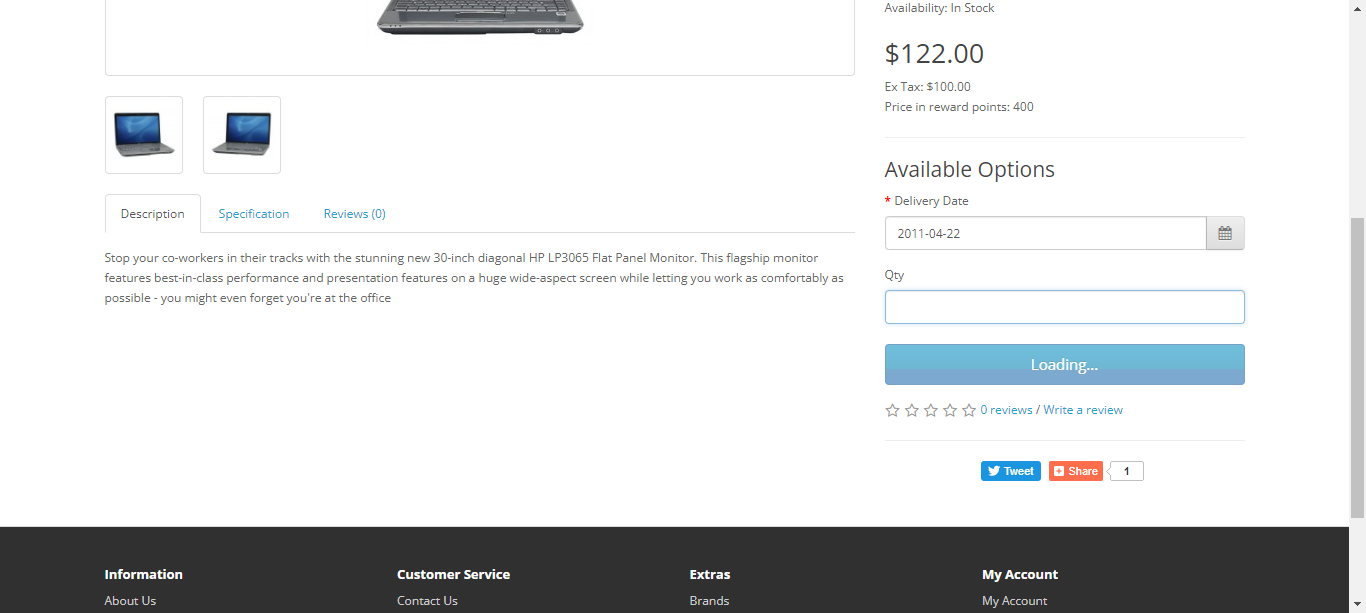 Availability: In Stock
$122.00
Ex Tax: $100.00
Price in reward points: 400
Description
Specification
Reviews (0)
Stop your co-workers in their tracks with the stunning new 30-inch diagonal HP LP3065 Flat Panel Monitor. This flagship monitor
features best-in-class performance and presentation features on a huge wide-aspect screen while letting you work as comfortably as
possible - you might even forget you're at the office
Available Options
* Delivery Date
2011-04-22
Qty
Loading...
0 reviews / Write a review
Tweet
Share
1
Information
About Us
Customer Service
Contact Us
Extras
Brands
My Account
My Account